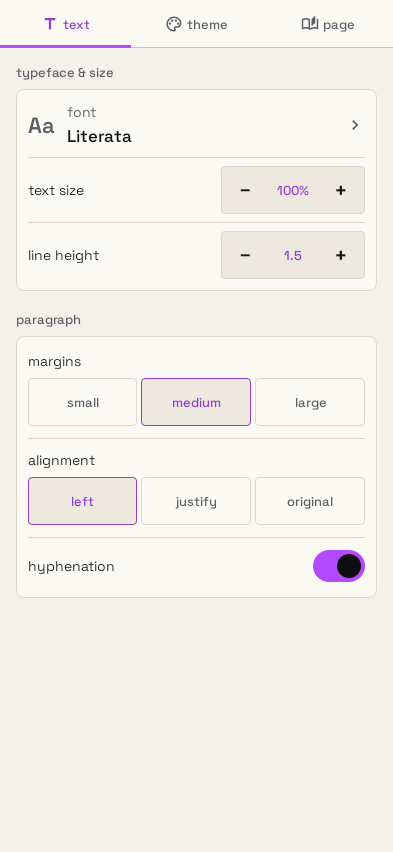 T text
theme
page
typeface & size
Aa
font
Literata
text size
− 100% +
line height
− 1.5 +
paragraph
margins
small medium large
alignment
left justify original
hyphenation